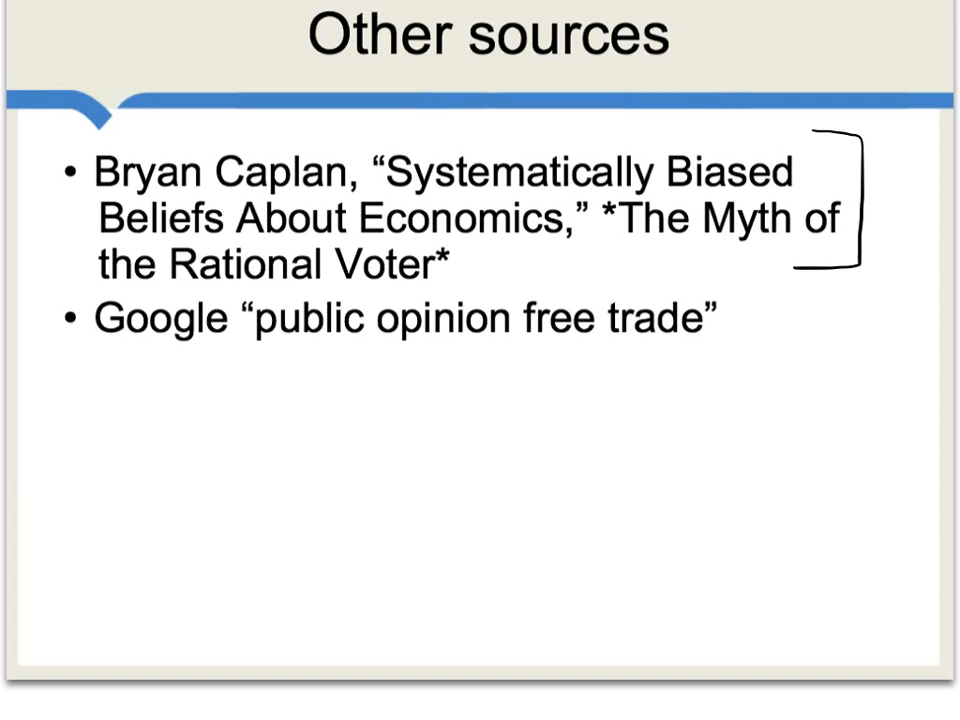 Other sources
• Bryan Caplan, “Systematically Biased
Beliefs About Economics,” *The Myth of
the Rational Voter*
• Google “public opinion free trade”